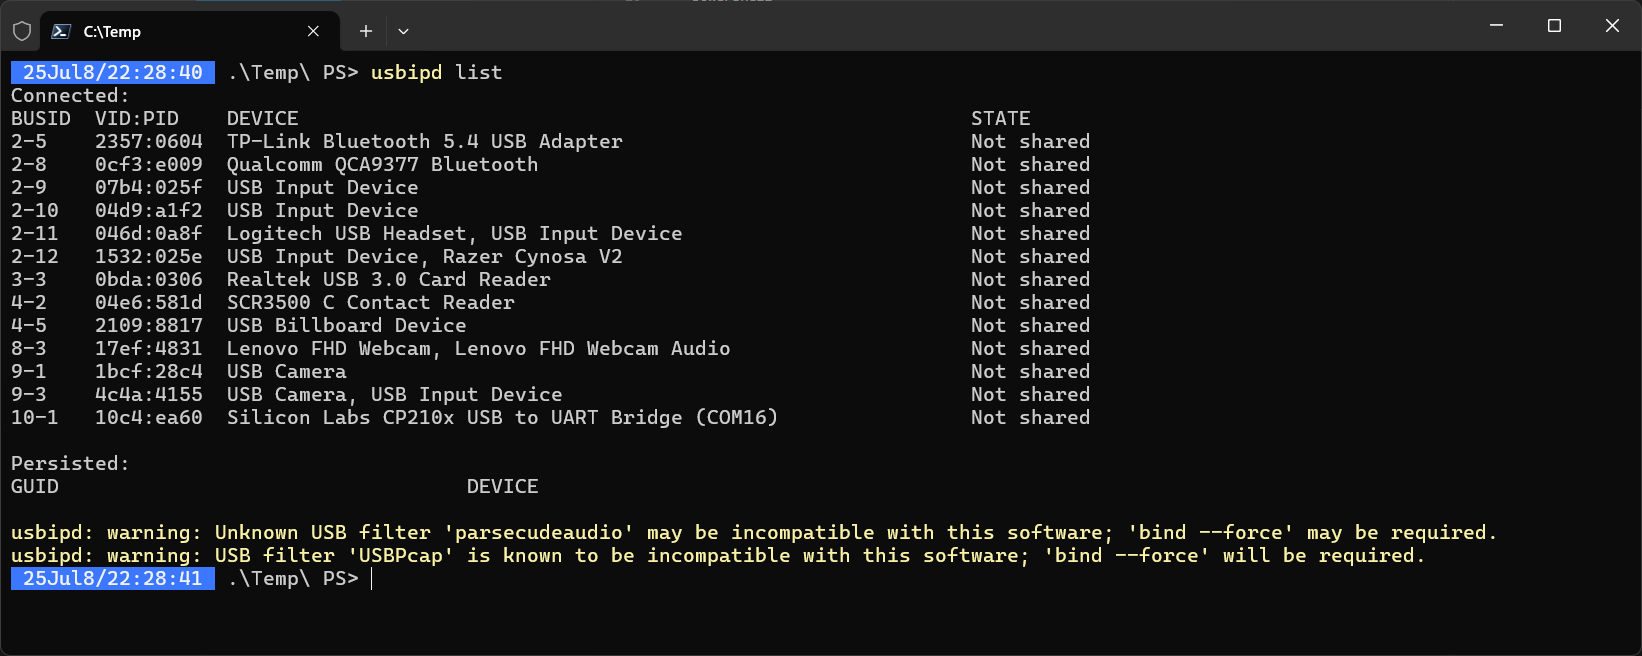 C:\Temp
25Jul8/22:28:40 .\Temp\ PS> usbipd list
Connected:
BUSID  VID:PID    DEVICE                                                        STATE
2-5    2357:0604  TP-Link Bluetooth 5.4 USB Adapter                             Not shared
2-8    0cf3:e009  Qualcomm QCA9377 Bluetooth                                    Not shared
2-9    07b4:025f  USB Input Device                                              Not shared
2-10   04d9:a1f2  USB Input Device                                              Not shared
2-11   046d:0a8f  Logitech USB Headset, USB Input Device                        Not shared
2-12   1532:025e  USB Input Device, Razer Cynosa V2                             Not shared
3-3    0bda:0306  Realtek USB 3.0 Card Reader                                   Not shared
4-2    04e6:581d  SCR3500 C Contact Reader                                      Not shared
4-5    2109:8817  USB Billboard Device                                          Not shared
8-3    17ef:4831  Lenovo FHD Webcam, Lenovo FHD Webcam Audio                    Not shared
9-1    1bcf:28c4  USB Camera                                                    Not shared
9-3    4c4a:4155  USB Camera, USB Input Device                                  Not shared
10-1   10c4:ea60  Silicon Labs CP210x USB to UART Bridge (COM16)                Not shared
Persisted:
GUID                                  DEVICE
usbipd: warning: Unknown USB filter 'parsecudeaudio' may be incompatible with this software; 'bind --force' may be required.
usbipd: warning: USB filter 'USBPcap' is known to be incompatible with this software; 'bind --force' will be required.
25Jul8/22:28:41 .\Temp\ PS>